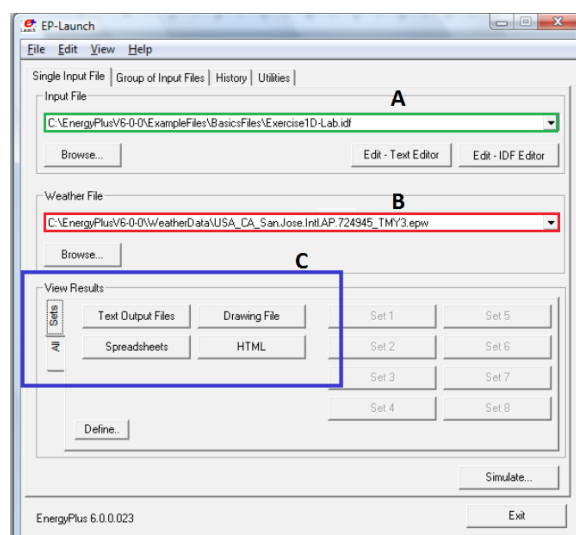 EP-Launch
File Edit View Help
Single Input File Group of Input Files History Utilities
Input File
A
C:\EnergyPlusV6-0-0\ExampleFiles\BasicsFiles\Exercise1D-Lab.idf
Browse... Edit - Text Editor Edit - IDF Editor
Weather File
B
C:\EnergyPlusV6-0-0\WeatherData\USA_CA_San.Jose.Intl.AP.724945_TMY3.epw
Browse...
C
View Results
Sets
All
Text Output Files Drawing File Set 1 Set 5
Spreadsheets HTML Set 2 Set 6
Set 3 Set 7
Set 4 Set 8
Define..
Simulate...
EnergyPlus 6.0.0.023 Exit